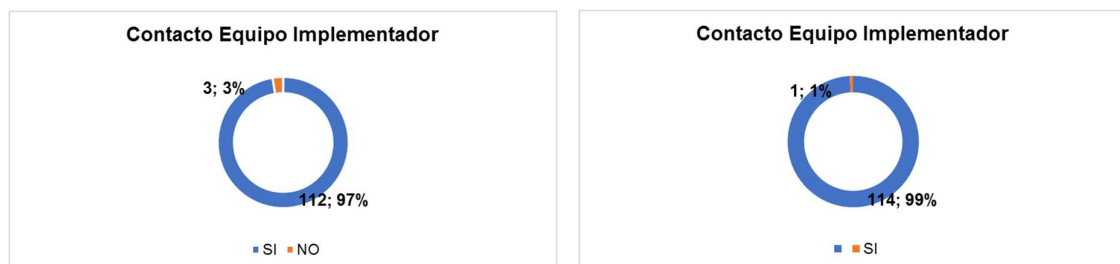 Contacto Equipo Implementador
3; 3%
112; 97%
SI NO
Contacto Equipo Implementador
1; 1%
114; 99%
SI